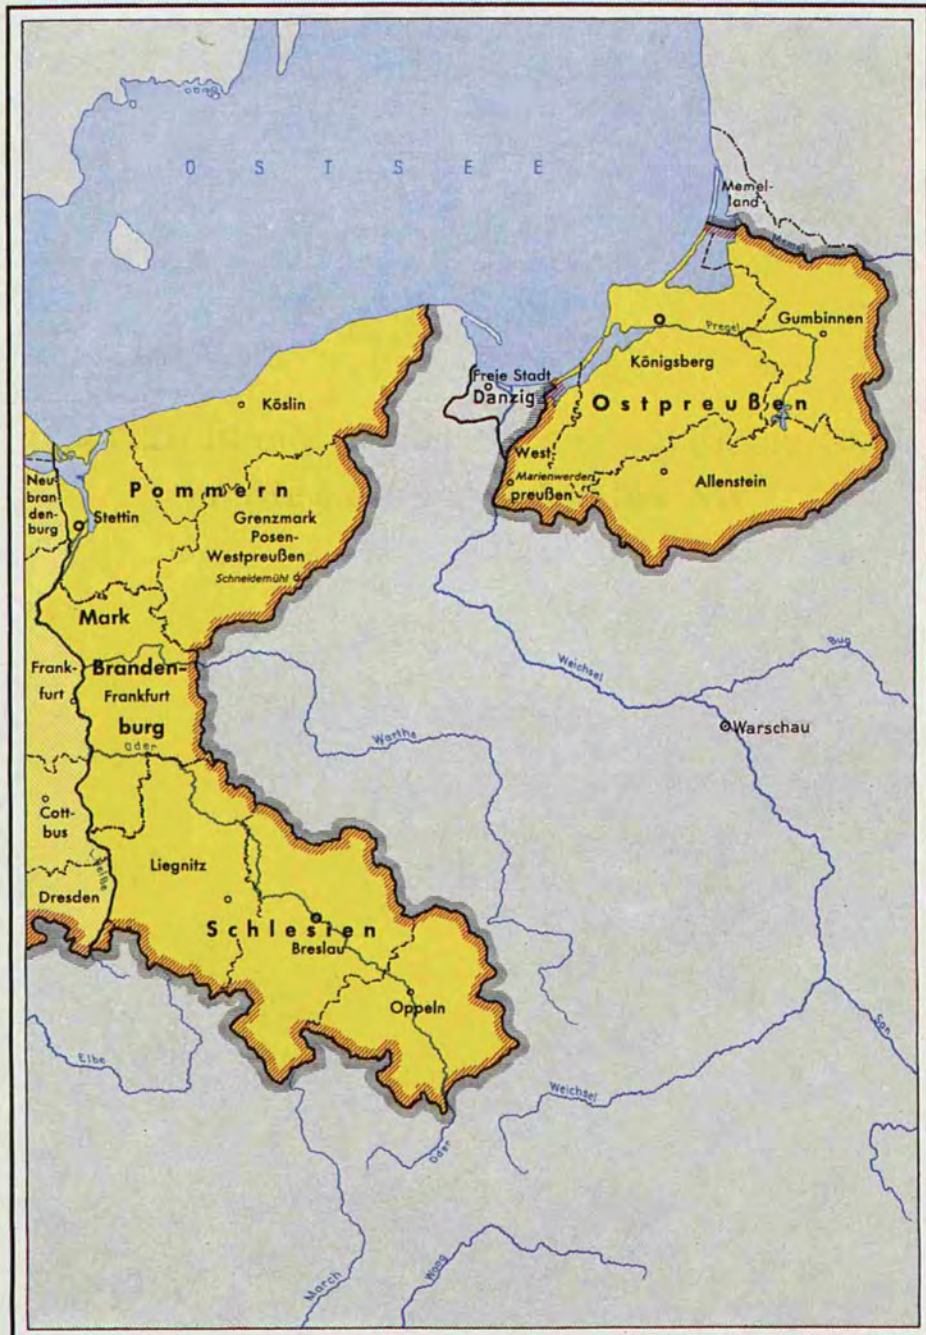 OSTSEE
Memel-
land
Memel
Gumbinnen
Pregel
Königsberg
Freie Stadt
Danzig
Ostpreußen
Köslin
West
Marienwerder
preußen
Allenstein
Neu-
bran
den-
burg
Pommern
Stettin
Grenzmark
Posen-
Westpreußen
Schneidemühl
Mark
Frank-
furt
Branden-
Frankfurt
burg
Oder
Weichsel
Bug
Warschau
Warthe
Cott-
bus
Neiße
Liegnitz
Dresden
Schlesien
Breslau
Oppeln
San
Elbe
Weichsel
Oder
March
Waag